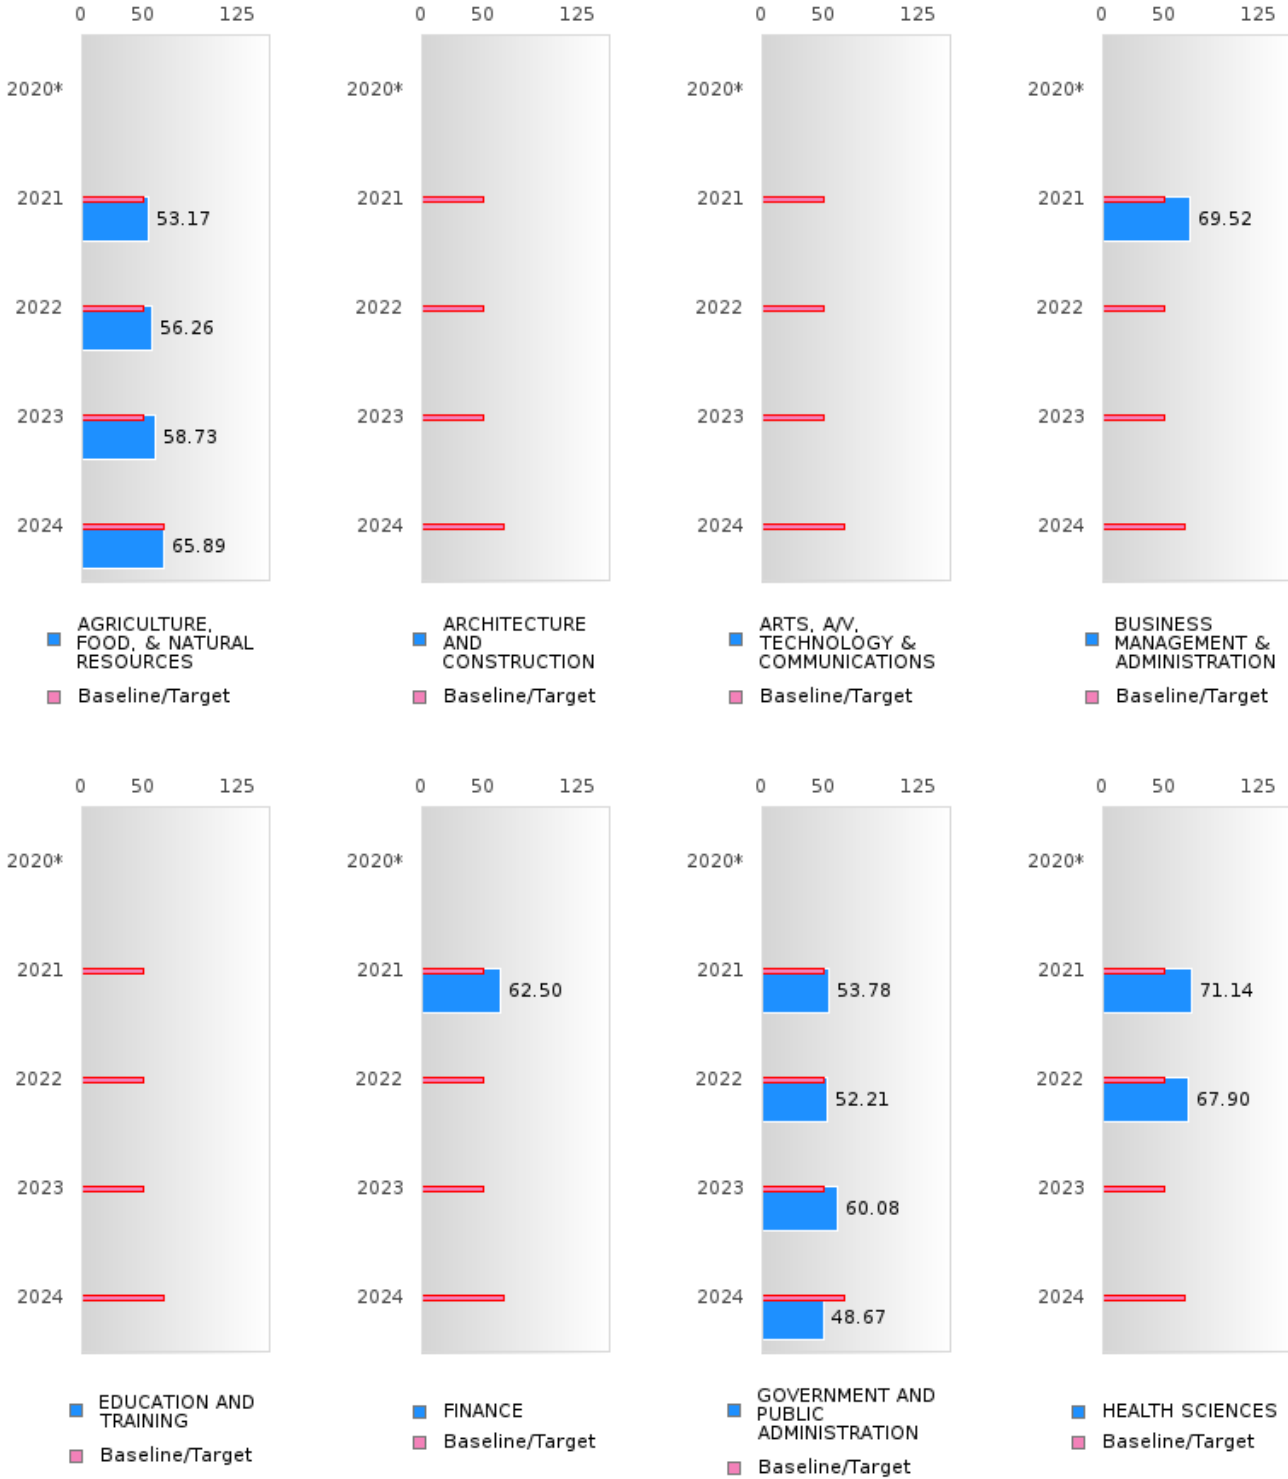 0 50 125
0 50 125
0 50 125
0 50 125
2020*
2020*
2020*
2020*
2021
53.17
2021
2021
2021
69.52
2022
56.26
2022
2022
2022
2023
58.73
2023
2023
2023
2024
65.89
2024
2024
2024
AGRICULTURE,
FOOD, & NATURAL
RESOURCES
Baseline/Target
ARCHITECTURE
AND
CONSTRUCTION
Baseline/Target
ARTS, A/V,
TECHNOLOGY &
COMMUNICATIONS
Baseline/Target
BUSINESS
MANAGEMENT &
ADMINISTRATION
Baseline/Target
0 50 125
0 50 125
0 50 125
0 50 125
2020*
2020*
2020*
2020*
2021
2021
62.50
2021
53.78
2021
71.14
2022
2022
2022
52.21
2022
67.90
2023
2023
2023
60.08
2023
2024
2024
2024
48.67
2024
EDUCATION AND
TRAINING
Baseline/Target
FINANCE
Baseline/Target
GOVERNMENT AND
PUBLIC
ADMINISTRATION
Baseline/Target
HEALTH SCIENCES
Baseline/Target